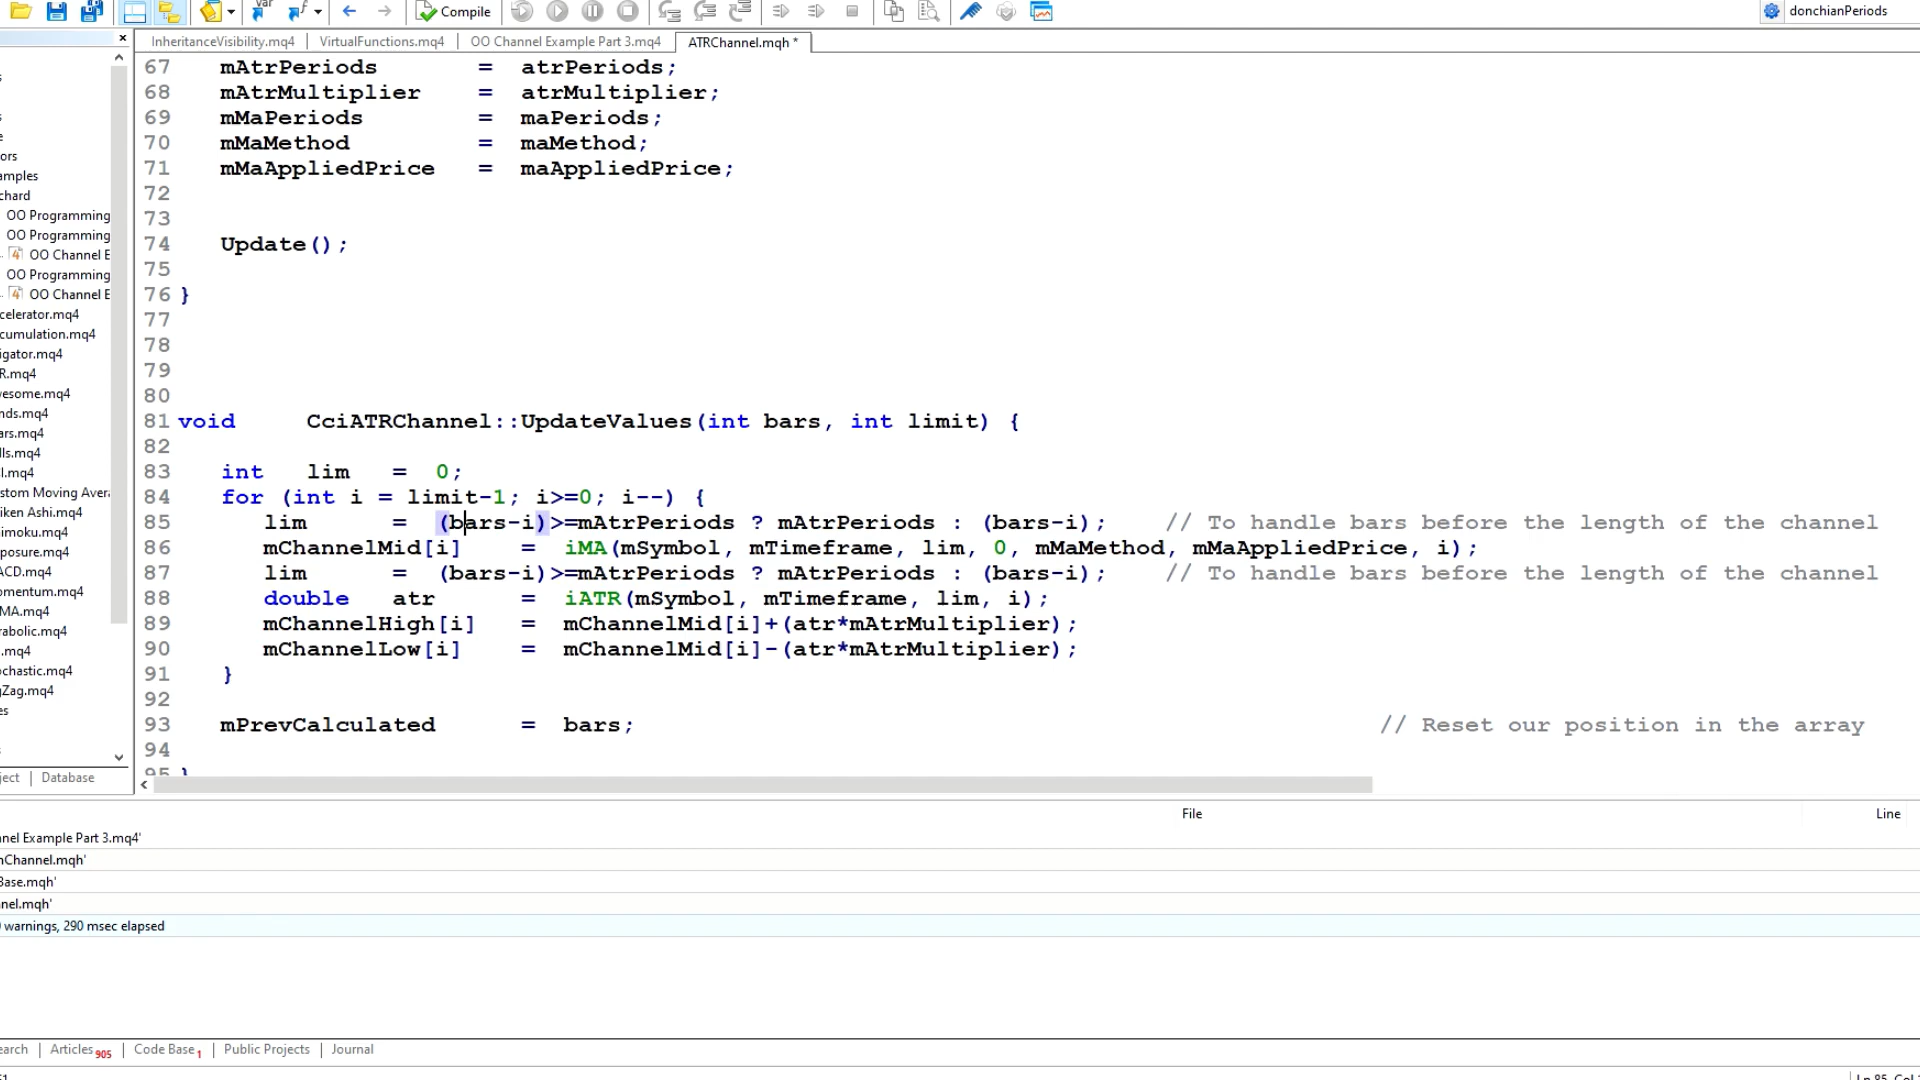 Compile
donchianPeriods
InheritanceVisibility.mq4
VirtualFunctions.mq4
OO Channel Example Part 3.mq4
ATRChannel.mqh *
67 mAtrPeriods = atrPeriods;
68 mAtrMultiplier = atrMultiplier;
69 mMaPeriods = maPeriods;
70 mMaMethod = maMethod;
71 mMaAppliedPrice = maAppliedPrice;
72
73
74 Update();
75
76 }
77
78
79
80
81 void CciATRChannel::UpdateValues(int bars, int limit) {
82
83 int lim = 0;
84 for (int i = limit-1; i>=0; i--) {
85 lim = (bars-i)>=mAtrPeriods ? mAtrPeriods : (bars-i); // To handle bars before the length of the channel
86 mChannelMid[i] = iMA(mSymbol, mTimeframe, lim, 0, mMaMethod, mMaAppliedPrice, i);
87 lim = (bars-i)>=mAtrPeriods ? mAtrPeriods : (bars-i); // To handle bars before the length of the channel
88 double atr = iATR(mSymbol, mTimeframe, lim, i);
89 mChannelHigh[i] = mChannelMid[i]+(atr*mAtrMultiplier);
90 mChannelLow[i] = mChannelMid[i]-(atr*mAtrMultiplier);
91 }
92
93 mPrevCalculated = bars; // Reset our position in the array
94
95 }
ors
amples
chard
OO Programming
OO Programming
OO Channel E
OO Programming
OO Channel E
celerator.mq4
cumulation.mq4
igator.mq4
R.mq4
vesome.mq4
nds.mq4
ars.mq4
lls.mq4
I.mq4
stom Moving Aver
iken Ashi.mq4
imoku.mq4
posure.mq4
ACD.mq4
omentum.mq4
MA.mq4
rabolic.mq4
.mq4
ochastic.mq4
gZag.mq4
es
ject | Database
File
Line
nel Example Part 3.mq4'
nChannel.mqh'
Base.mqh'
nel.mqh'
warnings, 290 msec elapsed
earch | Articles 905 | Code Base 1 | Public Projects | Journal